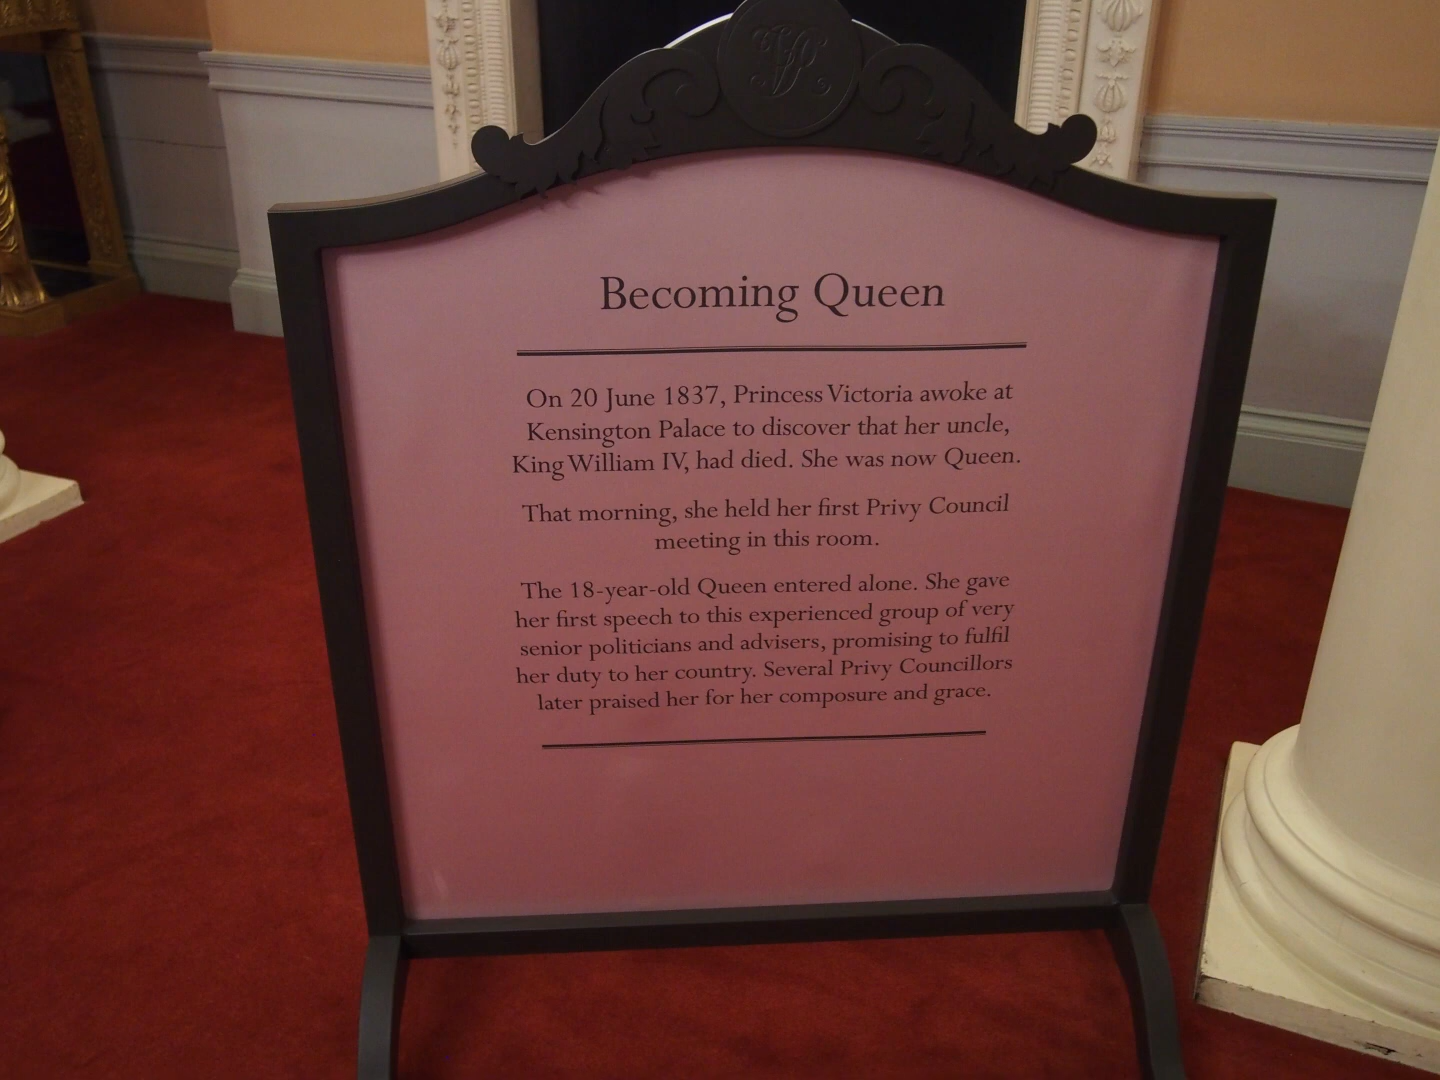 VR
Becoming Queen
On 20 June 1837, Princess Victoria awoke at
Kensington Palace to discover that her uncle,
King William IV, had died. She was now Queen.
That morning, she held her first Privy Council
meeting in this room.
The 18-year-old Queen entered alone. She gave
her first speech to this experienced group of very
senior politicians and advisers, promising to fulfil
her duty to her country. Several Privy Councillors
later praised her for her composure and grace.